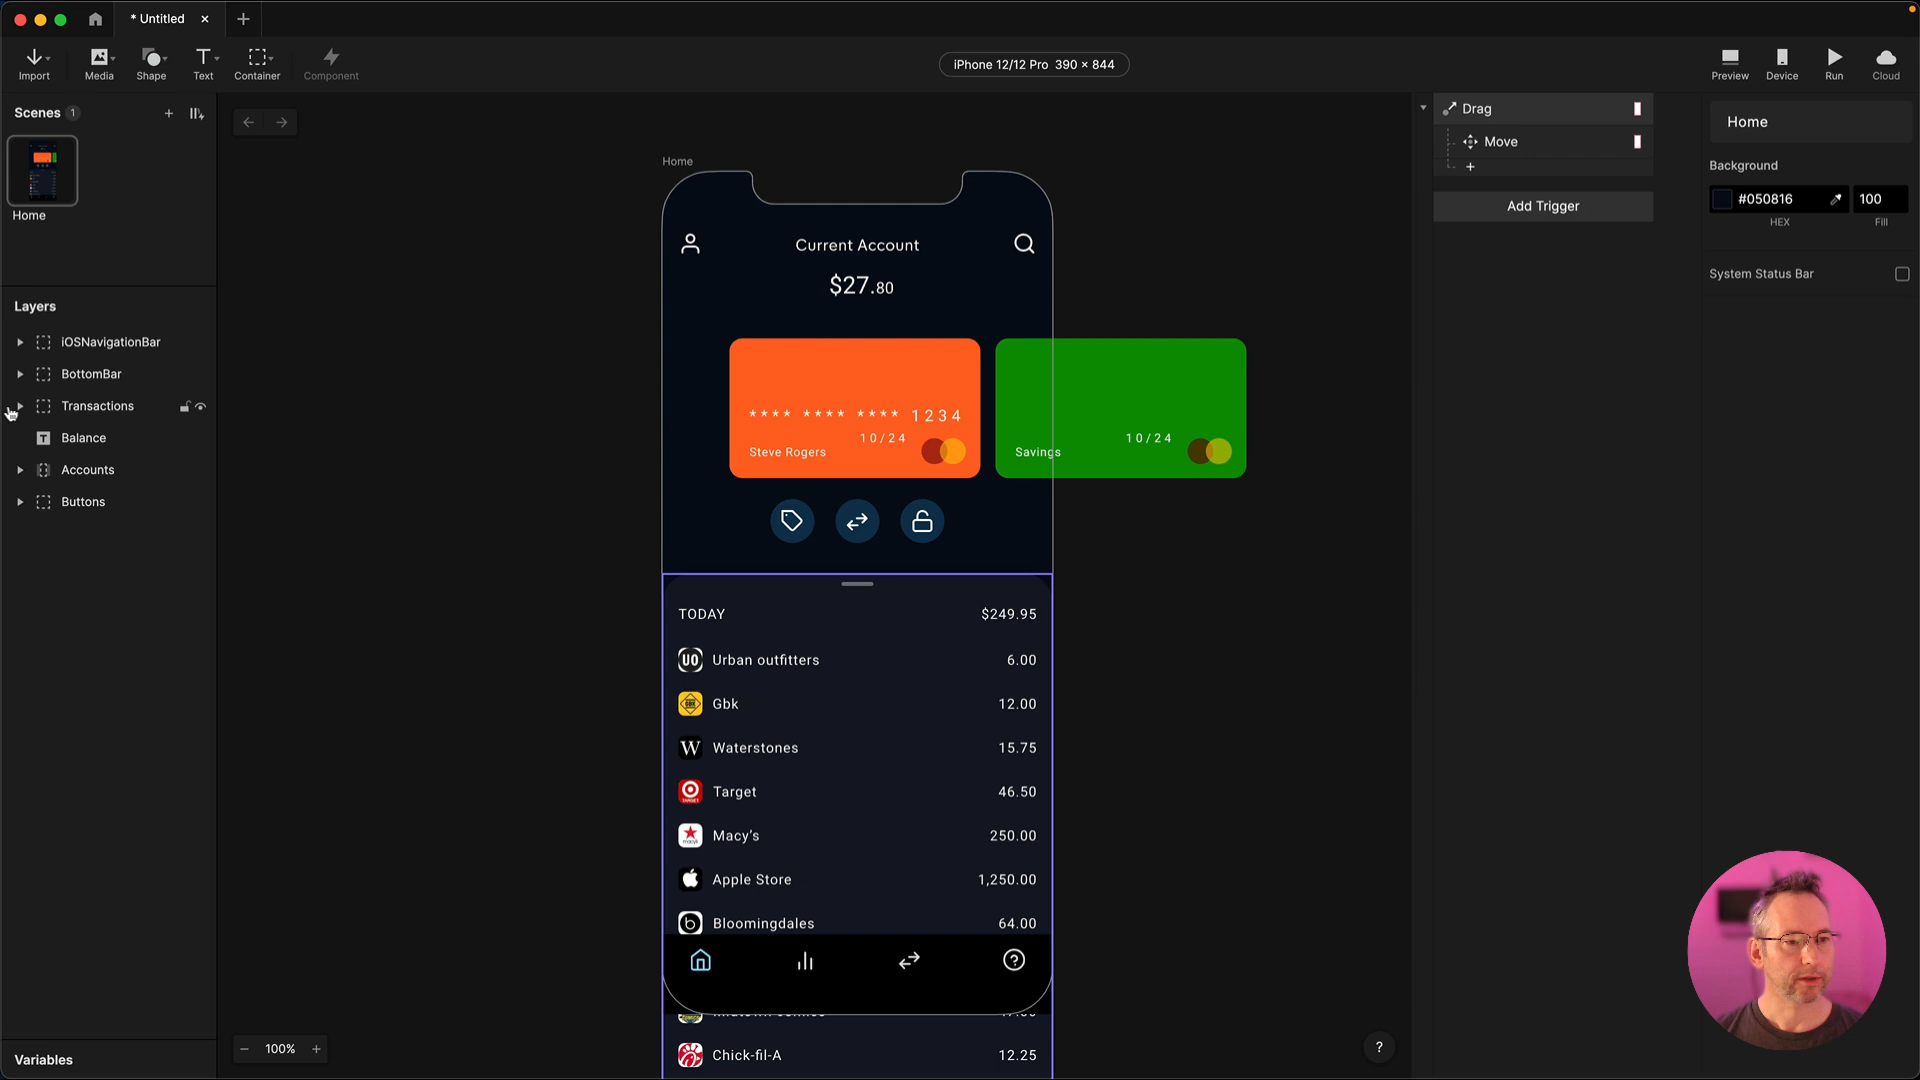 * Untitled
Import
Media
Shape
Text
Container
Component
iPhone 12/12 Pro 390 × 844
Preview
Device
Run
Cloud
Scenes 1
Home
Layers
iOSNavigationBar
BottomBar
Transactions
Balance
Accounts
Buttons
Variables
100%
Home
Current Account
$27.80
**** **** **** 1234
10/24
Steve Rogers
10/24
Savings
TODAY $249.95
UO Urban outfitters 6.00
GBK Gbk 12.00
W Waterstones 15.75
TARGET Target 46.50
macy's Macy's 250.00
Apple Store 1,250.00
b Bloomingdales 64.00
Chick-fil-A 12.25
?
Drag
Move
Add Trigger
Home
Background
#050816 100
HEX Fill
System Status Bar